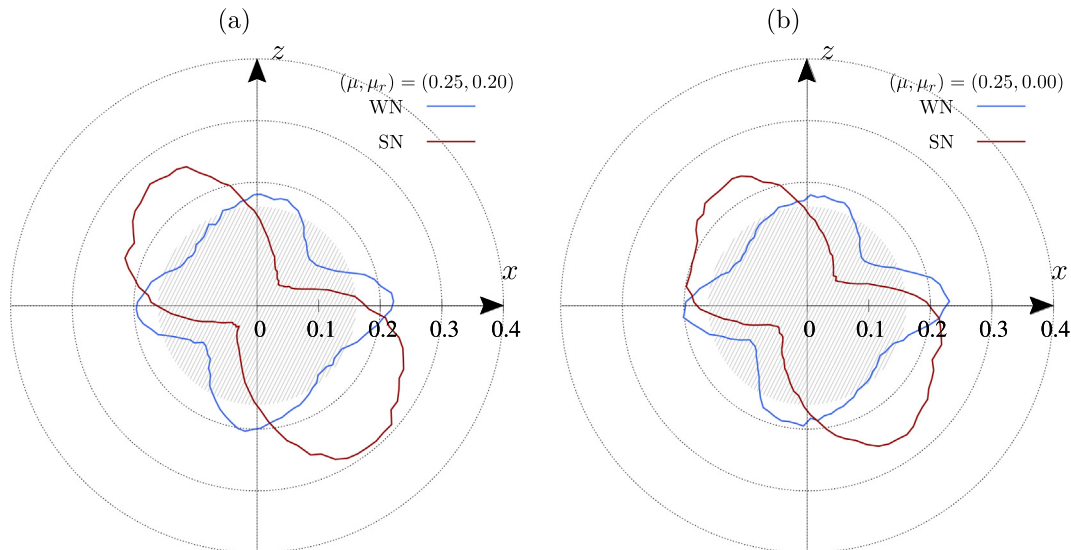 (a)
z
(μ, μr) = (0.25, 0.20)
WN
SN
x
0 0.1 0.2 0.3 0.4
(b)
z
(μ, μr) = (0.25, 0.00)
WN
SN
x
0 0.1 0.2 0.3 0.4